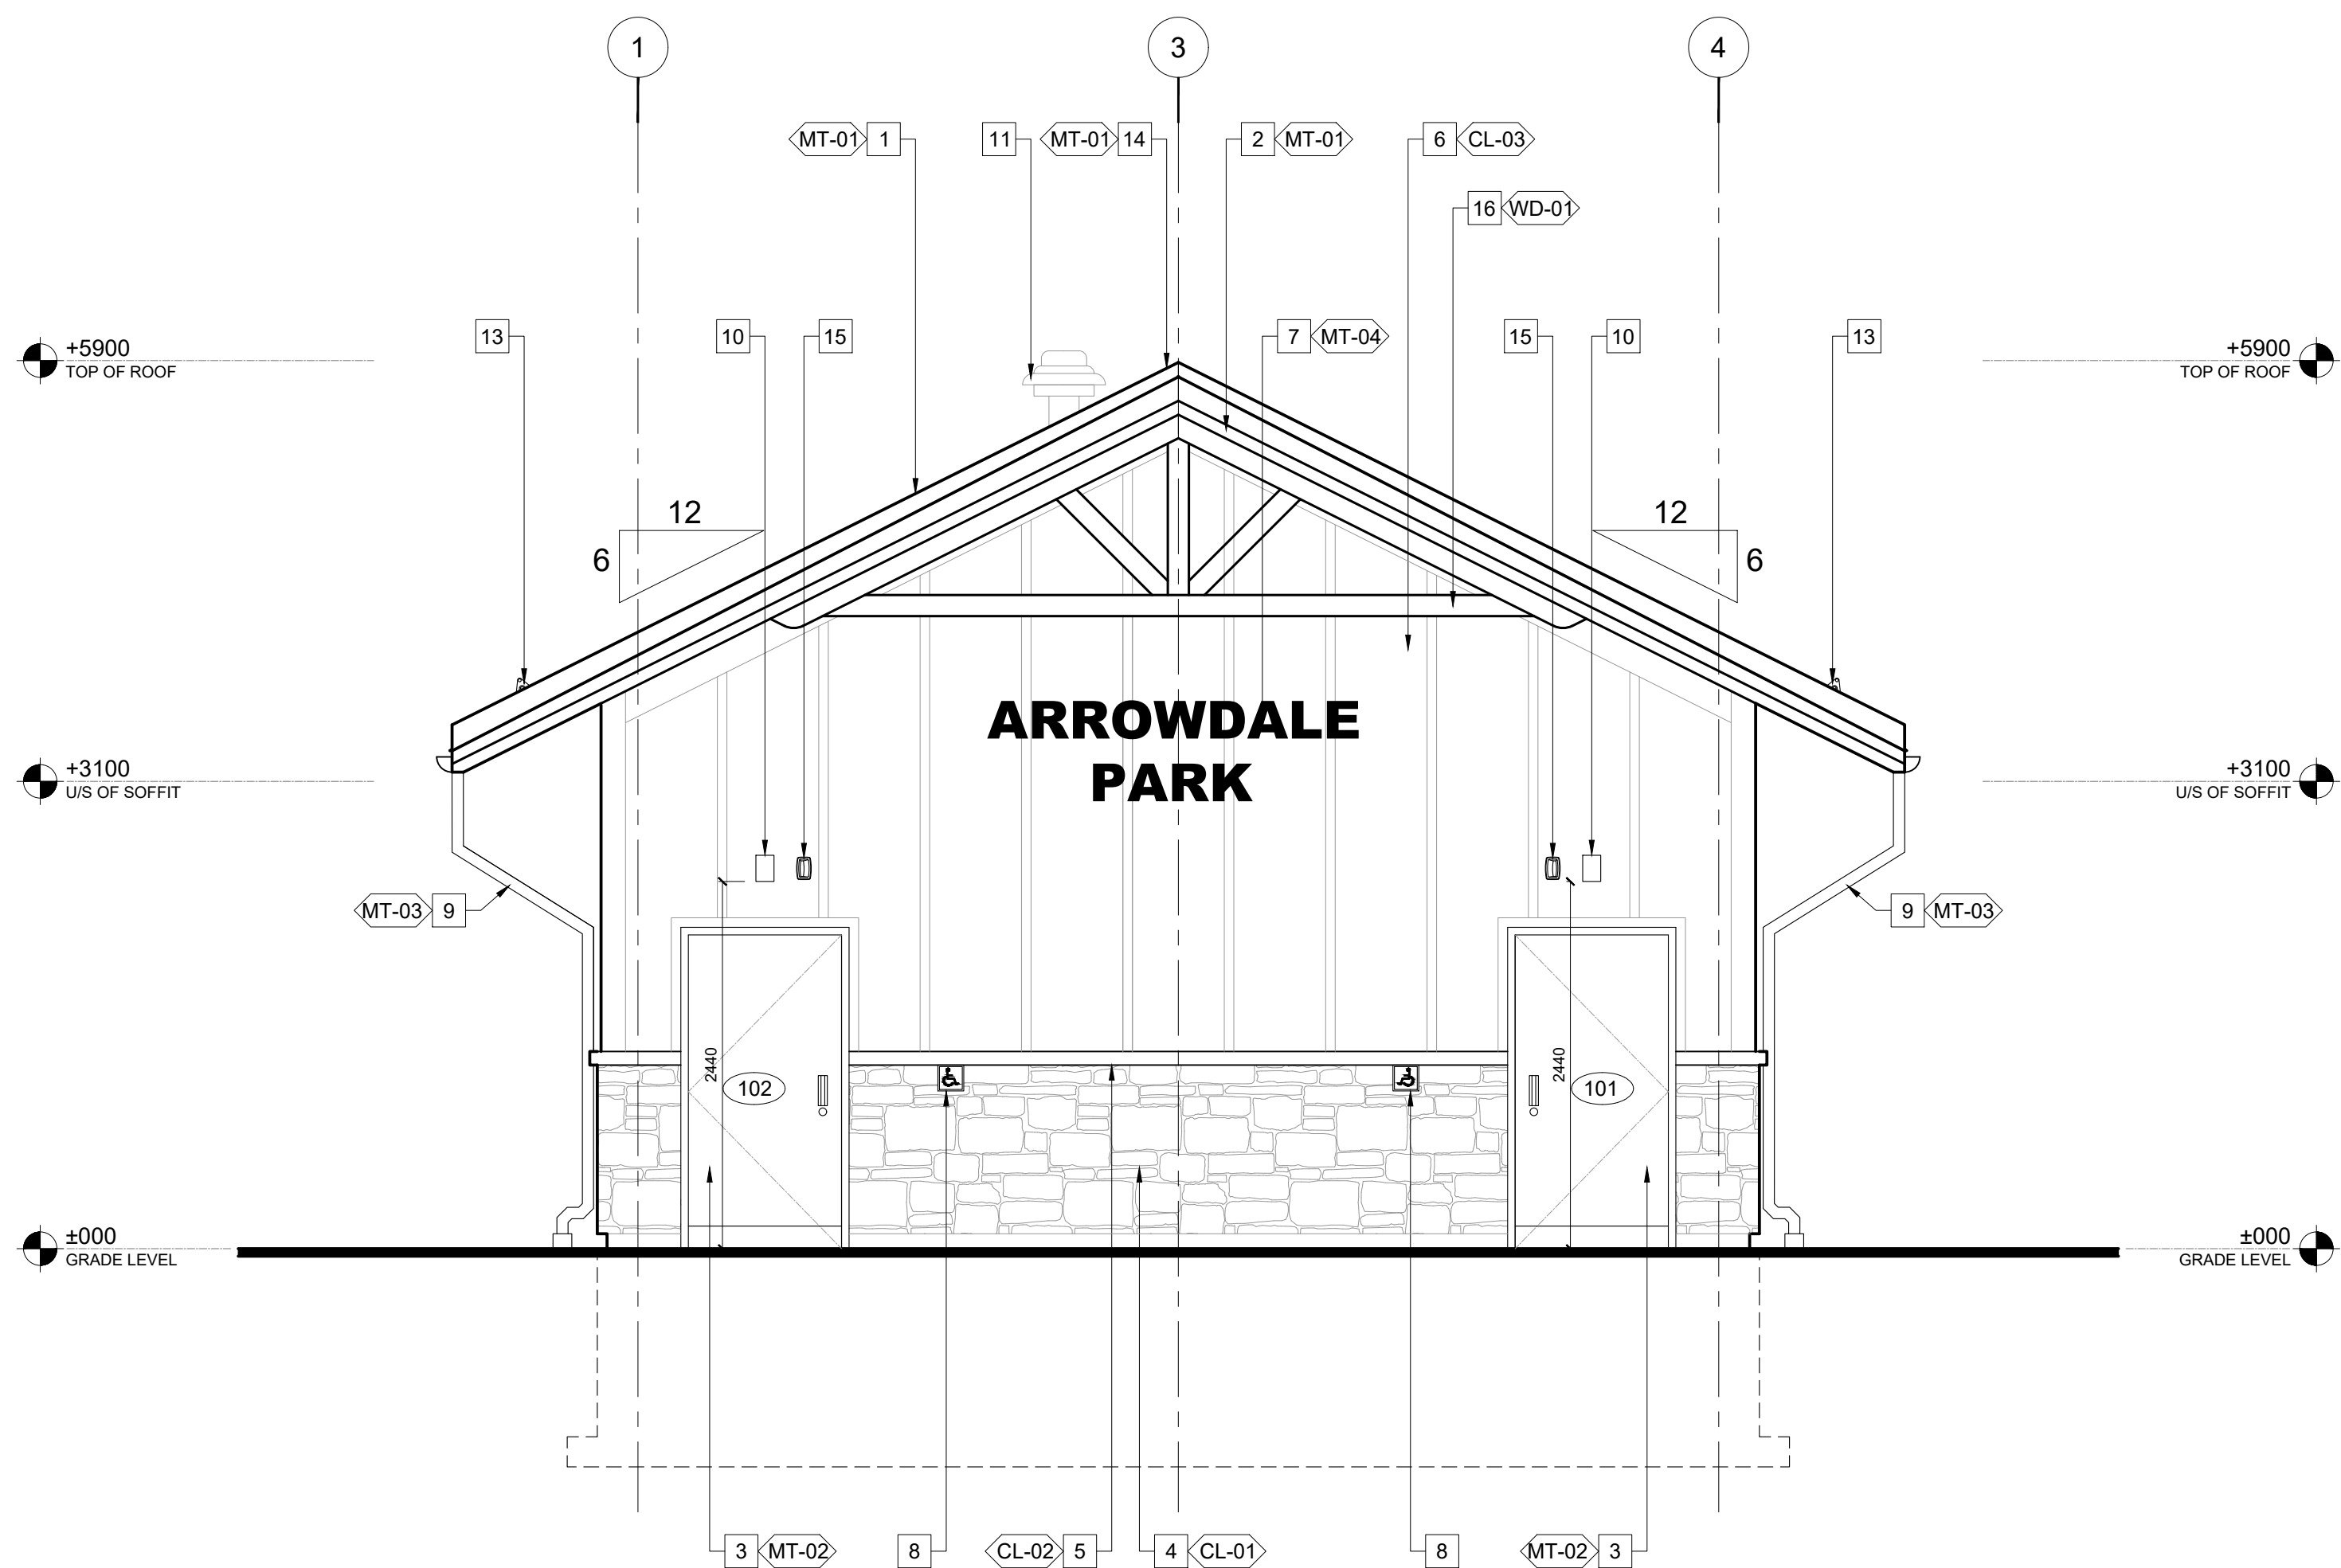 1 3 4
MT-01 1 11 MT-01 14 2 MT-01 6 CL-03
16 WD-01
13 10 15 7 MT-04 15 10 13
+5900 +5900
TOP OF ROOF TOP OF ROOF
12 12
6 6
ARROWDALE
PARK
+3100 +3100
U/S OF SOFFIT U/S OF SOFFIT
MT-03 9 9 MT-03
2440 2440
102 101
±000 ±000
GRADE LEVEL GRADE LEVEL
3 MT-02 8 CL-02 5 4 CL-01 8 MT-02 3